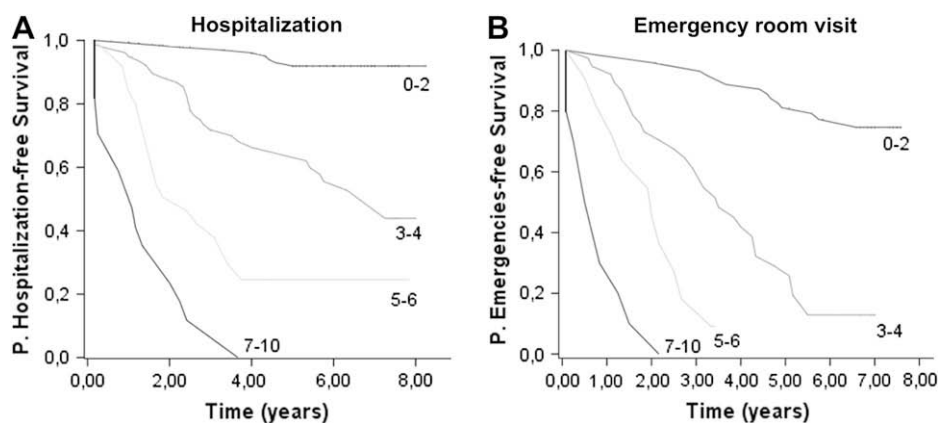 A Hospitalization
P. Hospitalization-free Survival
1,0
0,8
0,6
0,4
0,2
0,0
0-2
3-4
5-6
7-10
0,00 2,00 4,00 6,00 8,00
Time (years)
B Emergency room visit
P. Emergencies-free Survival
1,0
0,8
0,6
0,4
0,2
0,0
0-2
3-4
7-10 5-6
0,00 1,00 2,00 3,00 4,00 5,00 6,00 7,00 8,00
Time (years)